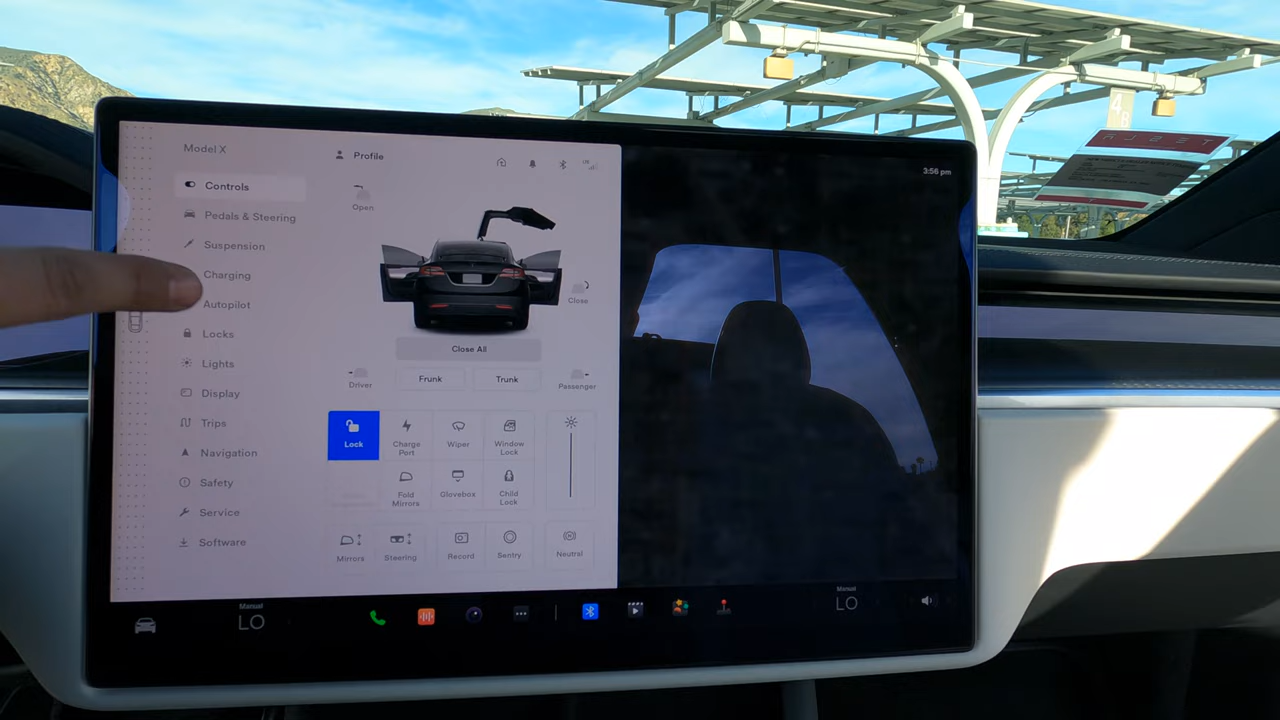 Model X
Profile
LTE
3:56 pm
Controls
Pedals & Steering
Suspension
Charging
Autopilot
Locks
Lights
Display
Trips
Navigation
Safety
Service
Software
Open
Close
Close All
Driver
Frunk
Trunk
Passenger
Lock
Charge
Port
Wiper
Window
Lock
Fold
Mirrors
Glovebox
Child
Lock
Mirrors
Steering
Record
Sentry
Neutral
Manual
LO
Manual
LO
TESLA